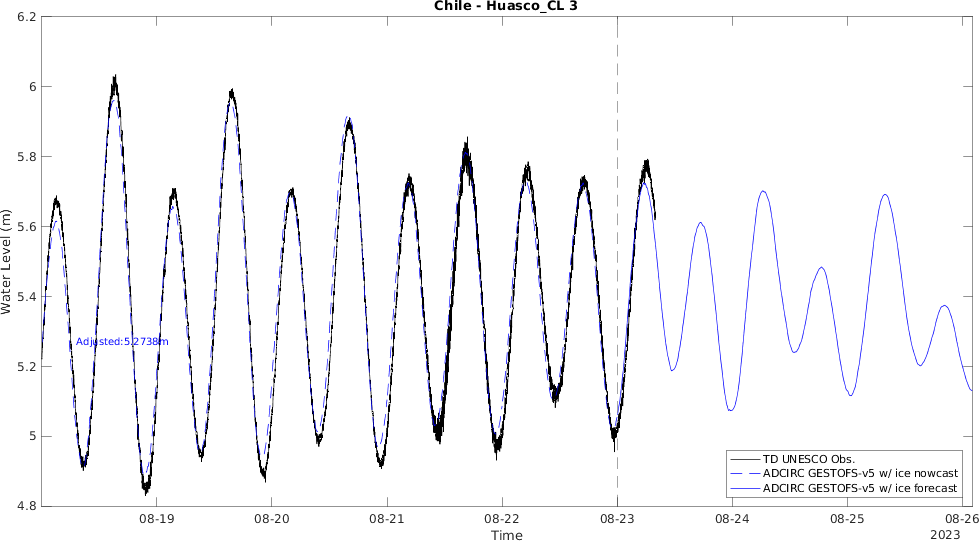 Chile - Huasco_CL 3
6.2
6
5.8
5.6
5.4
5.2
5
4.8
Water Level (m)
Adjusted:5.2738m
TD UNESCO Obs.
ADCIRC GESTOFS-v5 w/ ice nowcast
ADCIRC GESTOFS-v5 w/ ice forecast
08-19
08-20
08-21
08-22
08-23
08-24
08-25
08-26
Time
2023